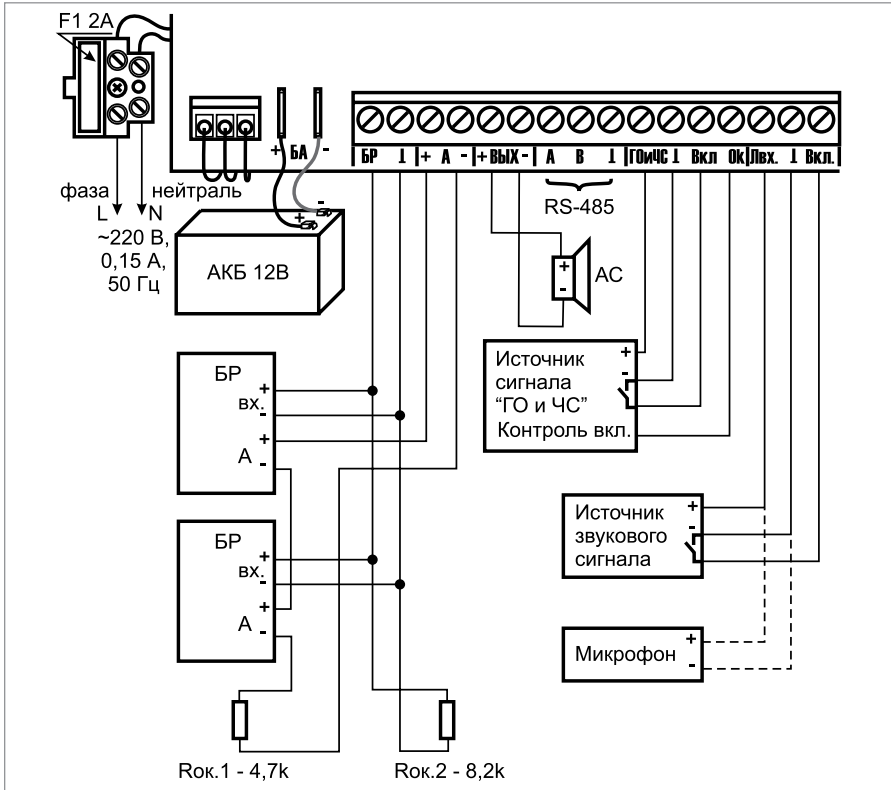 F1 2A
+ БА -
БР ⊥ + А - + ВЫХ - А В ⊥ ГОиЧС ⊥ Вкл Ok Лвх. ⊥ Вкл.
RS-485
фаза нейтраль
L N
~220 В,
0,15 А,
50 Гц
+ -
АКБ 12В
+
-
АС
Источник
сигнала
“ГО и ЧС”
Контроль вкл.
+
-
БР
вх.
+
-
А
+
-
Источник
звукового
сигнала
+
-
БР
вх.
+
-
А
+
-
Микрофон
+
-
Rок.1 - 4,7k
Rок.2 - 8,2k